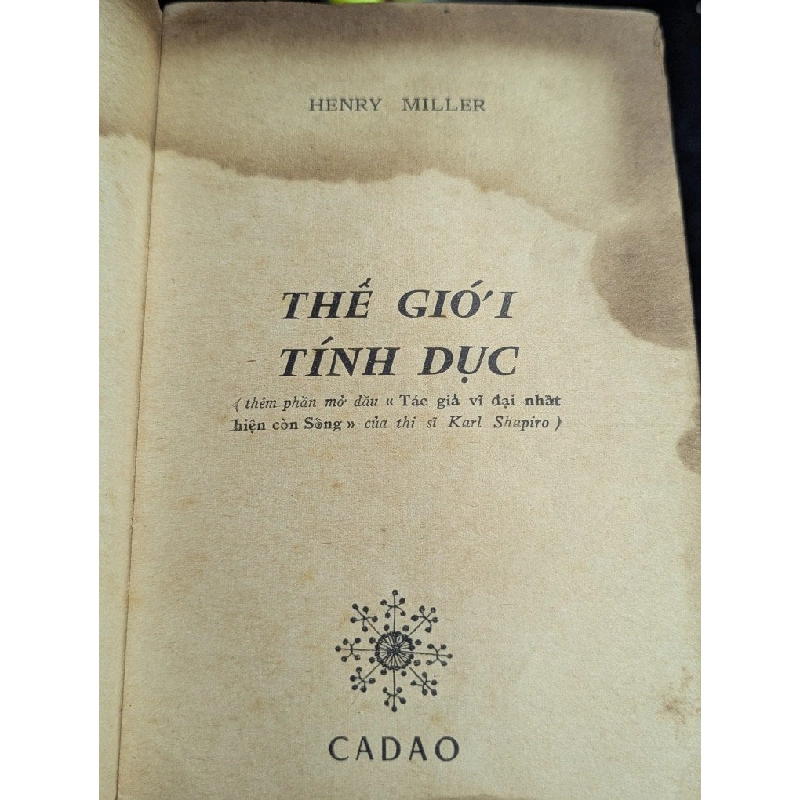 HENRY MILLER
THẾ GIỚI
TÍNH DỤC
( thêm phần mở đầu « Tác giả vĩ đại nhất
hiện còn Sống » của thi sĩ Karl Shapiro )
CADAO